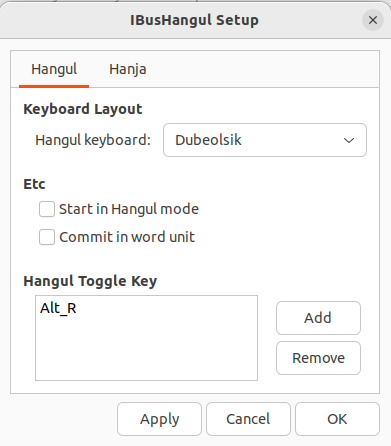 IBusHangul Setup
Hangul Hanja
Keyboard Layout
Hangul keyboard: Dubeolsik
Etc
Start in Hangul mode
Commit in word unit
Hangul Toggle Key
Alt_R
Add
Remove
Apply Cancel OK